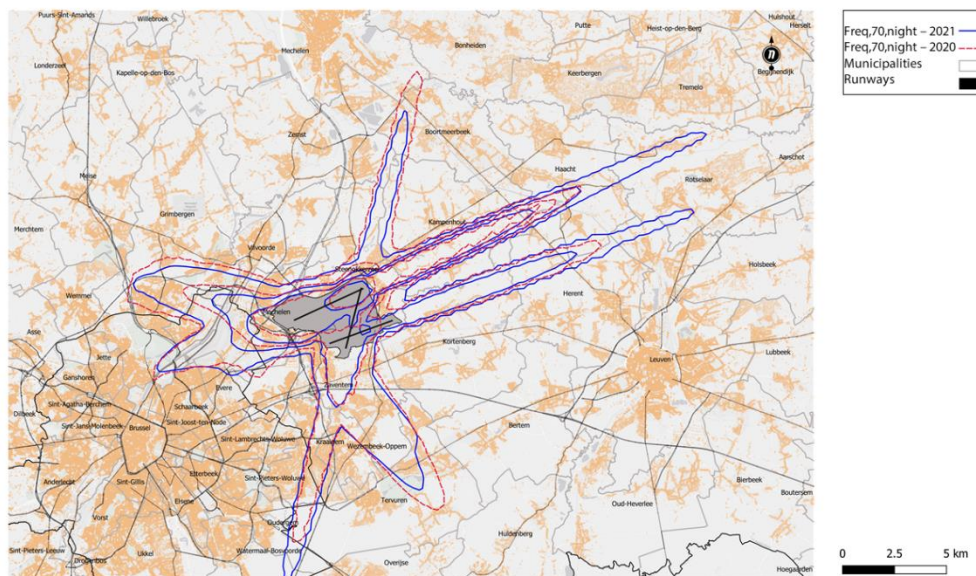 Freq,70,night – 2021
Freq,70,night – 2020
Municipalities
Runways
n
Puurs-Sint-Amands
Willebroek
Mechelen
Bonheiden
Putte
Heist-op-den-Berg
Hulshout
Herselt
Londerzeel
Kapelle-op-den-Bos
Keerbergen
Tremelo
Begijnendijk
Zemst
Boortmeerbeek
Haacht
Aarschot
Rotselaar
Meise
Grimbergen
Kampenhout
Merchtem
Vilvoorde
Steenokkerzeel
Holsbeek
Wemmel
Machelen
Herent
Asse
Jette
Kortenberg
Leuven
Lubbeek
Ganshoren
Evere
Zaventem
Sint-Agatha-Berchem
Schaarbeek
Dilbeek
Sint-Jans-Molenbeek
Brussel
Sint-Joost-ten-Node
Bertem
Sint-Lambrechts-Woluwe
Kraainem
Wezembeek-Oppem
Anderlecht
Sint-Gillis
Etterbeek
Sint-Pieters-Woluwe
Bierbeek
Elsene
Tervuren
Oud-Heverlee
Boutersem
Vorst
Oudergem
Huldenberg
Sint-Pieters-Leeuw
Ukkel
Watermaal-Bosvoorde
Drogenbos
Overijse
Hoegaarden
0 2.5 5 km